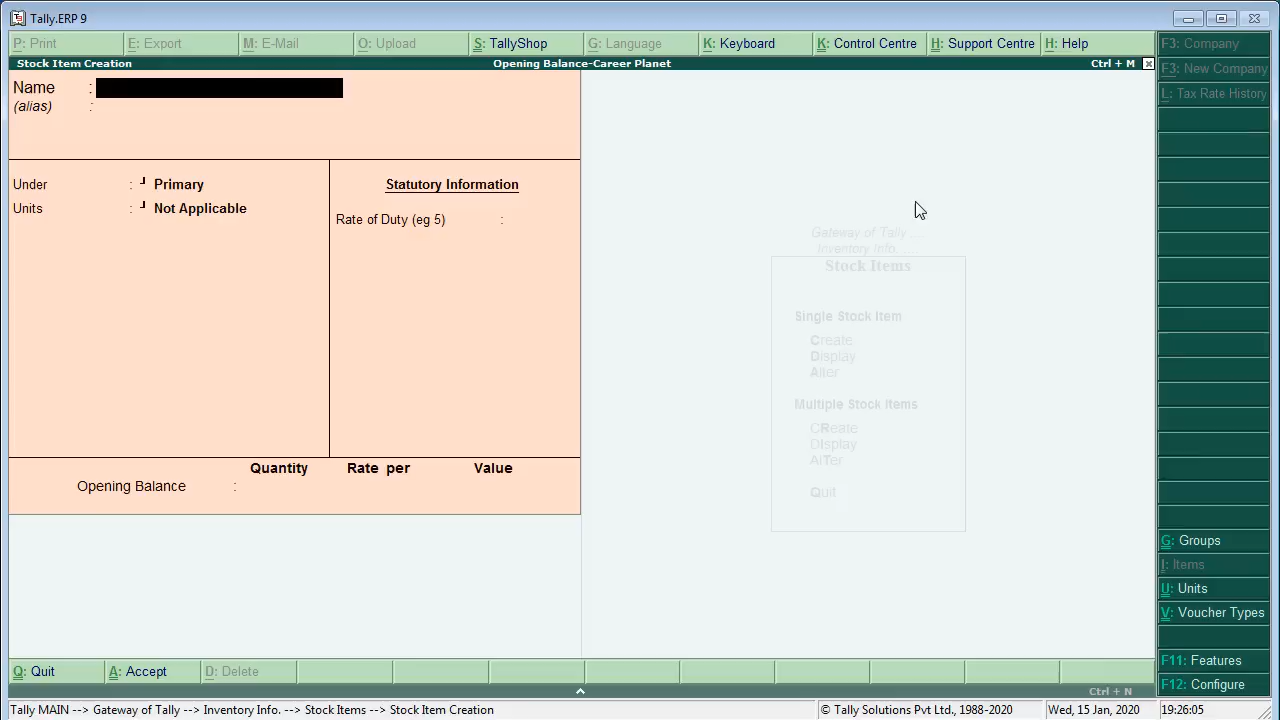 Tally.ERP 9
P: Print E: Export M: E-Mail O: Upload S: TallyShop G: Language K: Keyboard K: Control Centre H: Support Centre H: Help
F3: Company
Stock Item Creation Opening Balance-Career Planet Ctrl + M
F3: New Company
L: Tax Rate History
Name :
(alias) :
Under : Primary
Units : Not Applicable
Statutory Information
Rate of Duty (eg 5) :
Gateway of Tally ....
Inventory Info. ....
Stock Items
Single Stock Item
Create
Display
Alter
Multiple Stock Items
CReate
DIsplay
AlTer
Quit
Quantity Rate per Value
Opening Balance :
G: Groups
I: Items
U: Units
V: Voucher Types
F11: Features
F12: Configure
Q: Quit A: Accept D: Delete
Ctrl + N
Tally MAIN --> Gateway of Tally --> Inventory Info. --> Stock Items --> Stock Item Creation © Tally Solutions Pvt Ltd., 1988-2020 Wed, 15 Jan, 2020 19:26:05